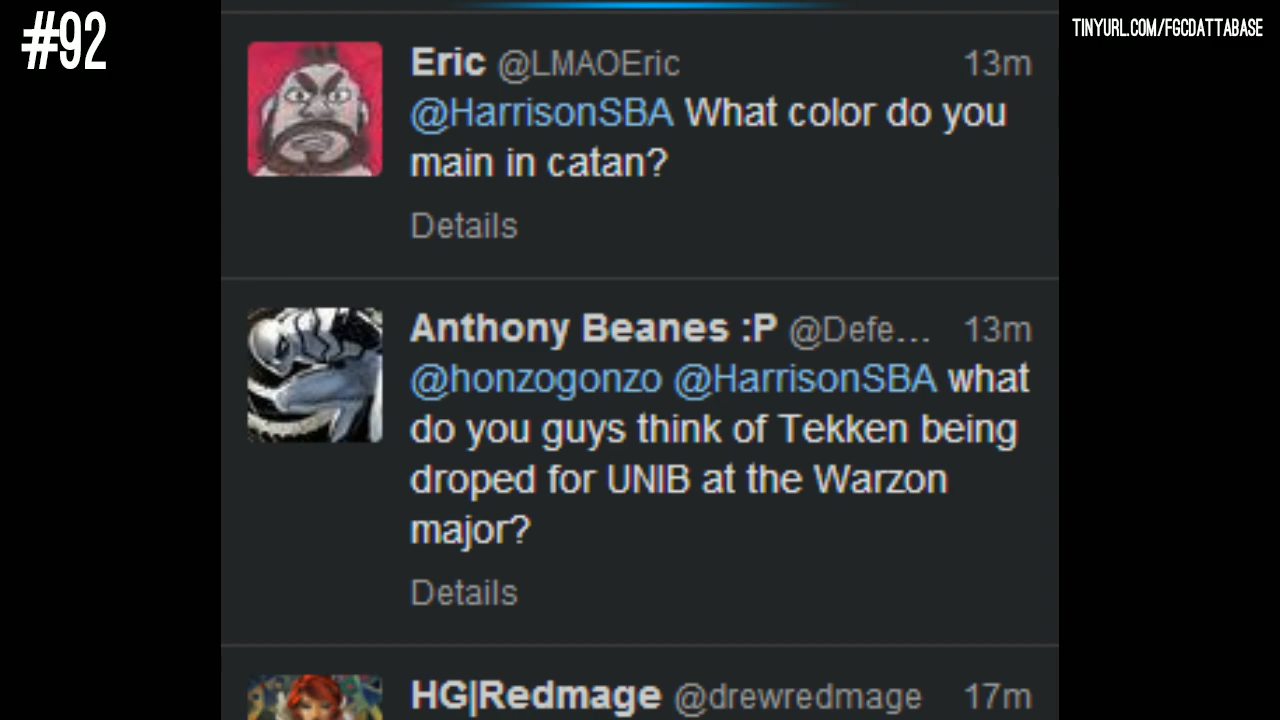 #92
TINYURL.COM/FGCDATTABASE
Eric @LMAOEric 13m
@HarrisonSBA What color do you
main in catan?
Details
Anthony Beanes :P @Defe... 13m
@honzogonzo @HarrisonSBA what
do you guys think of Tekken being
droped for UNIB at the Warzon
major?
Details
HG|Redmage @drewredmage 17m